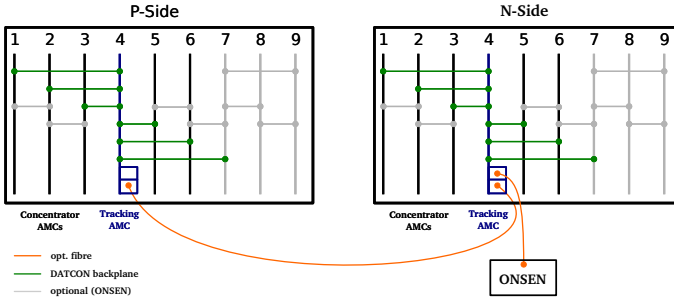 P-Side
N-Side
1 2 3 4 5 6 7 8 9
1 2 3 4 5 6 7 8 9
Concentrator
AMCs
Tracking
AMC
Concentrator
AMCs
Tracking
AMC
opt. fibre
DATCON backplane
optional (ONSEN)
ONSEN